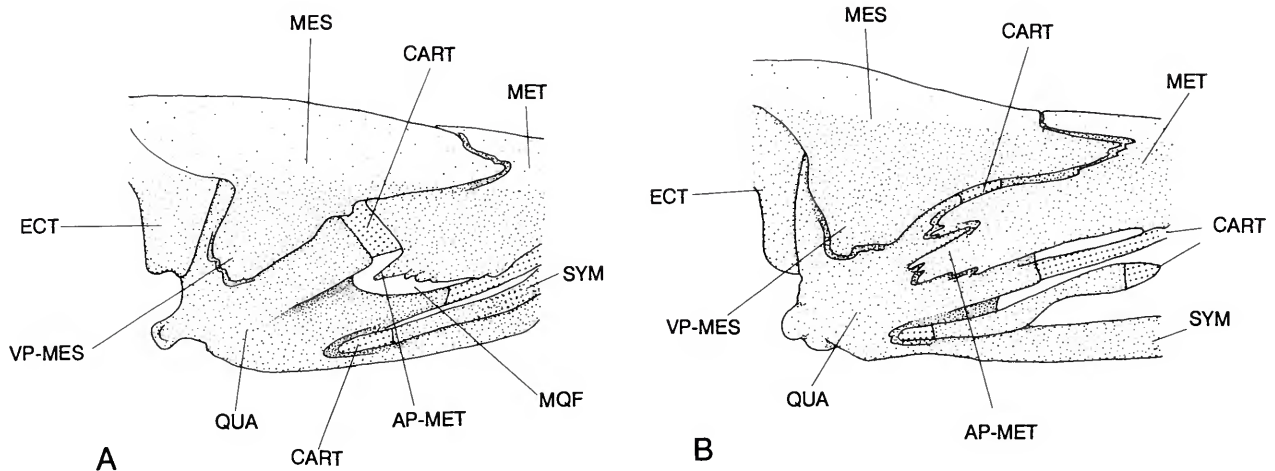 MES
CART
MET
ECT
SYM
VP-MES
QUA
AP-MET
MQF
CART
A
MES
CART
MET
ECT
CART
VP-MES
SYM
QUA
AP-MET
B